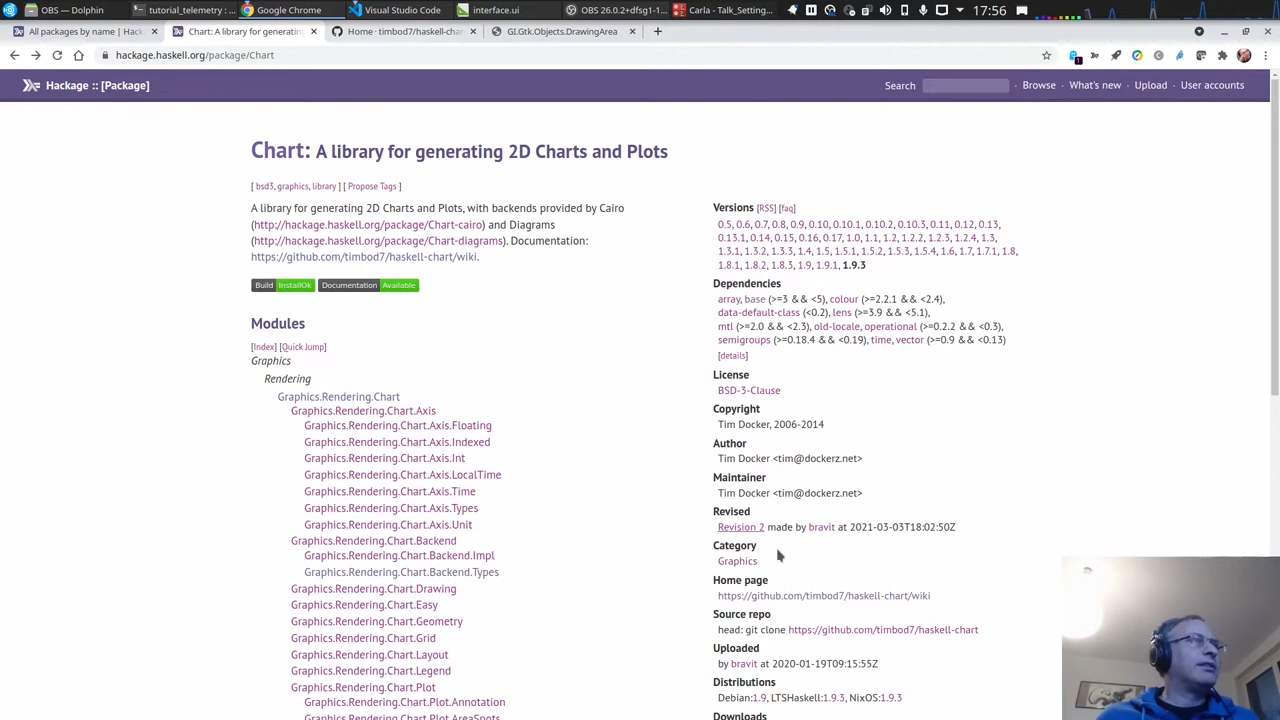 Desktop
tutorial_telemetry : ...
Google Chrome
Visual Studio Code
interface.ui
OBS 26.0.2+dfsg1-1...
Carla - Talk_Setting...
17:56
All packages by name | Hack
Chart: A library for generating
Home · timbod7/haskell-char
GI.Gtk.Objects.DrawingArea
hackage.haskell.org/package/Chart
Hackage :: [Package]
Search · Browse · What's new · Upload · User accounts
Chart: A library for generating 2D Charts and Plots
[ bsd3, graphics, library ] [ Propose Tags ]
A library for generating 2D Charts and Plots, with backends provided by Cairo
(http://hackage.haskell.org/package/Chart-cairo) and Diagrams
(http://hackage.haskell.org/package/Chart-diagrams). Documentation:
https://github.com/timbod7/haskell-chart/wiki.
Build InstallOk Documentation Available
Modules
[Index] [Quick Jump]
Graphics
Rendering
Graphics.Rendering.Chart
Graphics.Rendering.Chart.Axis
Graphics.Rendering.Chart.Axis.Floating
Graphics.Rendering.Chart.Axis.Indexed
Graphics.Rendering.Chart.Axis.Int
Graphics.Rendering.Chart.Axis.LocalTime
Graphics.Rendering.Chart.Axis.Time
Graphics.Rendering.Chart.Axis.Types
Graphics.Rendering.Chart.Axis.Unit
Graphics.Rendering.Chart.Backend
Graphics.Rendering.Chart.Backend.Impl
Graphics.Rendering.Chart.Backend.Types
Graphics.Rendering.Chart.Drawing
Graphics.Rendering.Chart.Easy
Graphics.Rendering.Chart.Geometry
Graphics.Rendering.Chart.Grid
Graphics.Rendering.Chart.Layout
Graphics.Rendering.Chart.Legend
Graphics.Rendering.Chart.Plot
Graphics.Rendering.Chart.Plot.Annotation
Graphics.Rendering.Chart.Plot.AreaSpots
Versions [RSS] [faq]
0.5, 0.6, 0.7, 0.8, 0.9, 0.10, 0.10.1, 0.10.2, 0.10.3, 0.11, 0.12, 0.13,
0.13.1, 0.14, 0.15, 0.16, 0.17, 1.0, 1.1, 1.2, 1.2.2, 1.2.3, 1.2.4, 1.3,
1.3.1, 1.3.2, 1.3.3, 1.4, 1.5, 1.5.1, 1.5.2, 1.5.3, 1.5.4, 1.6, 1.7, 1.7.1, 1.8,
1.8.1, 1.8.2, 1.8.3, 1.9, 1.9.1, 1.9.3
Dependencies
array, base (>=3 && <5), colour (>=2.2.1 && <2.4),
data-default-class (<0.2), lens (>=3.9 && <5.1),
mtl (>=2.0 && <2.3), old-locale, operational (>=0.2.2 && <0.3),
semigroups (>=0.18.4 && <0.19), time, vector (>=0.9 && <0.13)
[details]
License
BSD-3-Clause
Copyright
Tim Docker, 2006-2014
Author
Tim Docker <tim@dockerz.net>
Maintainer
Tim Docker <tim@dockerz.net>
Revised
Revision 2 made by bravit at 2021-03-03T18:02:50Z
Category
Graphics
Home page
https://github.com/timbod7/haskell-chart/wiki
Source repo
head: git clone https://github.com/timbod7/haskell-chart
Uploaded
by bravit at 2020-01-19T09:15:55Z
Distributions
Debian:1.9, LTSHaskell:1.9.3, NixOS:1.9.3
Downloads